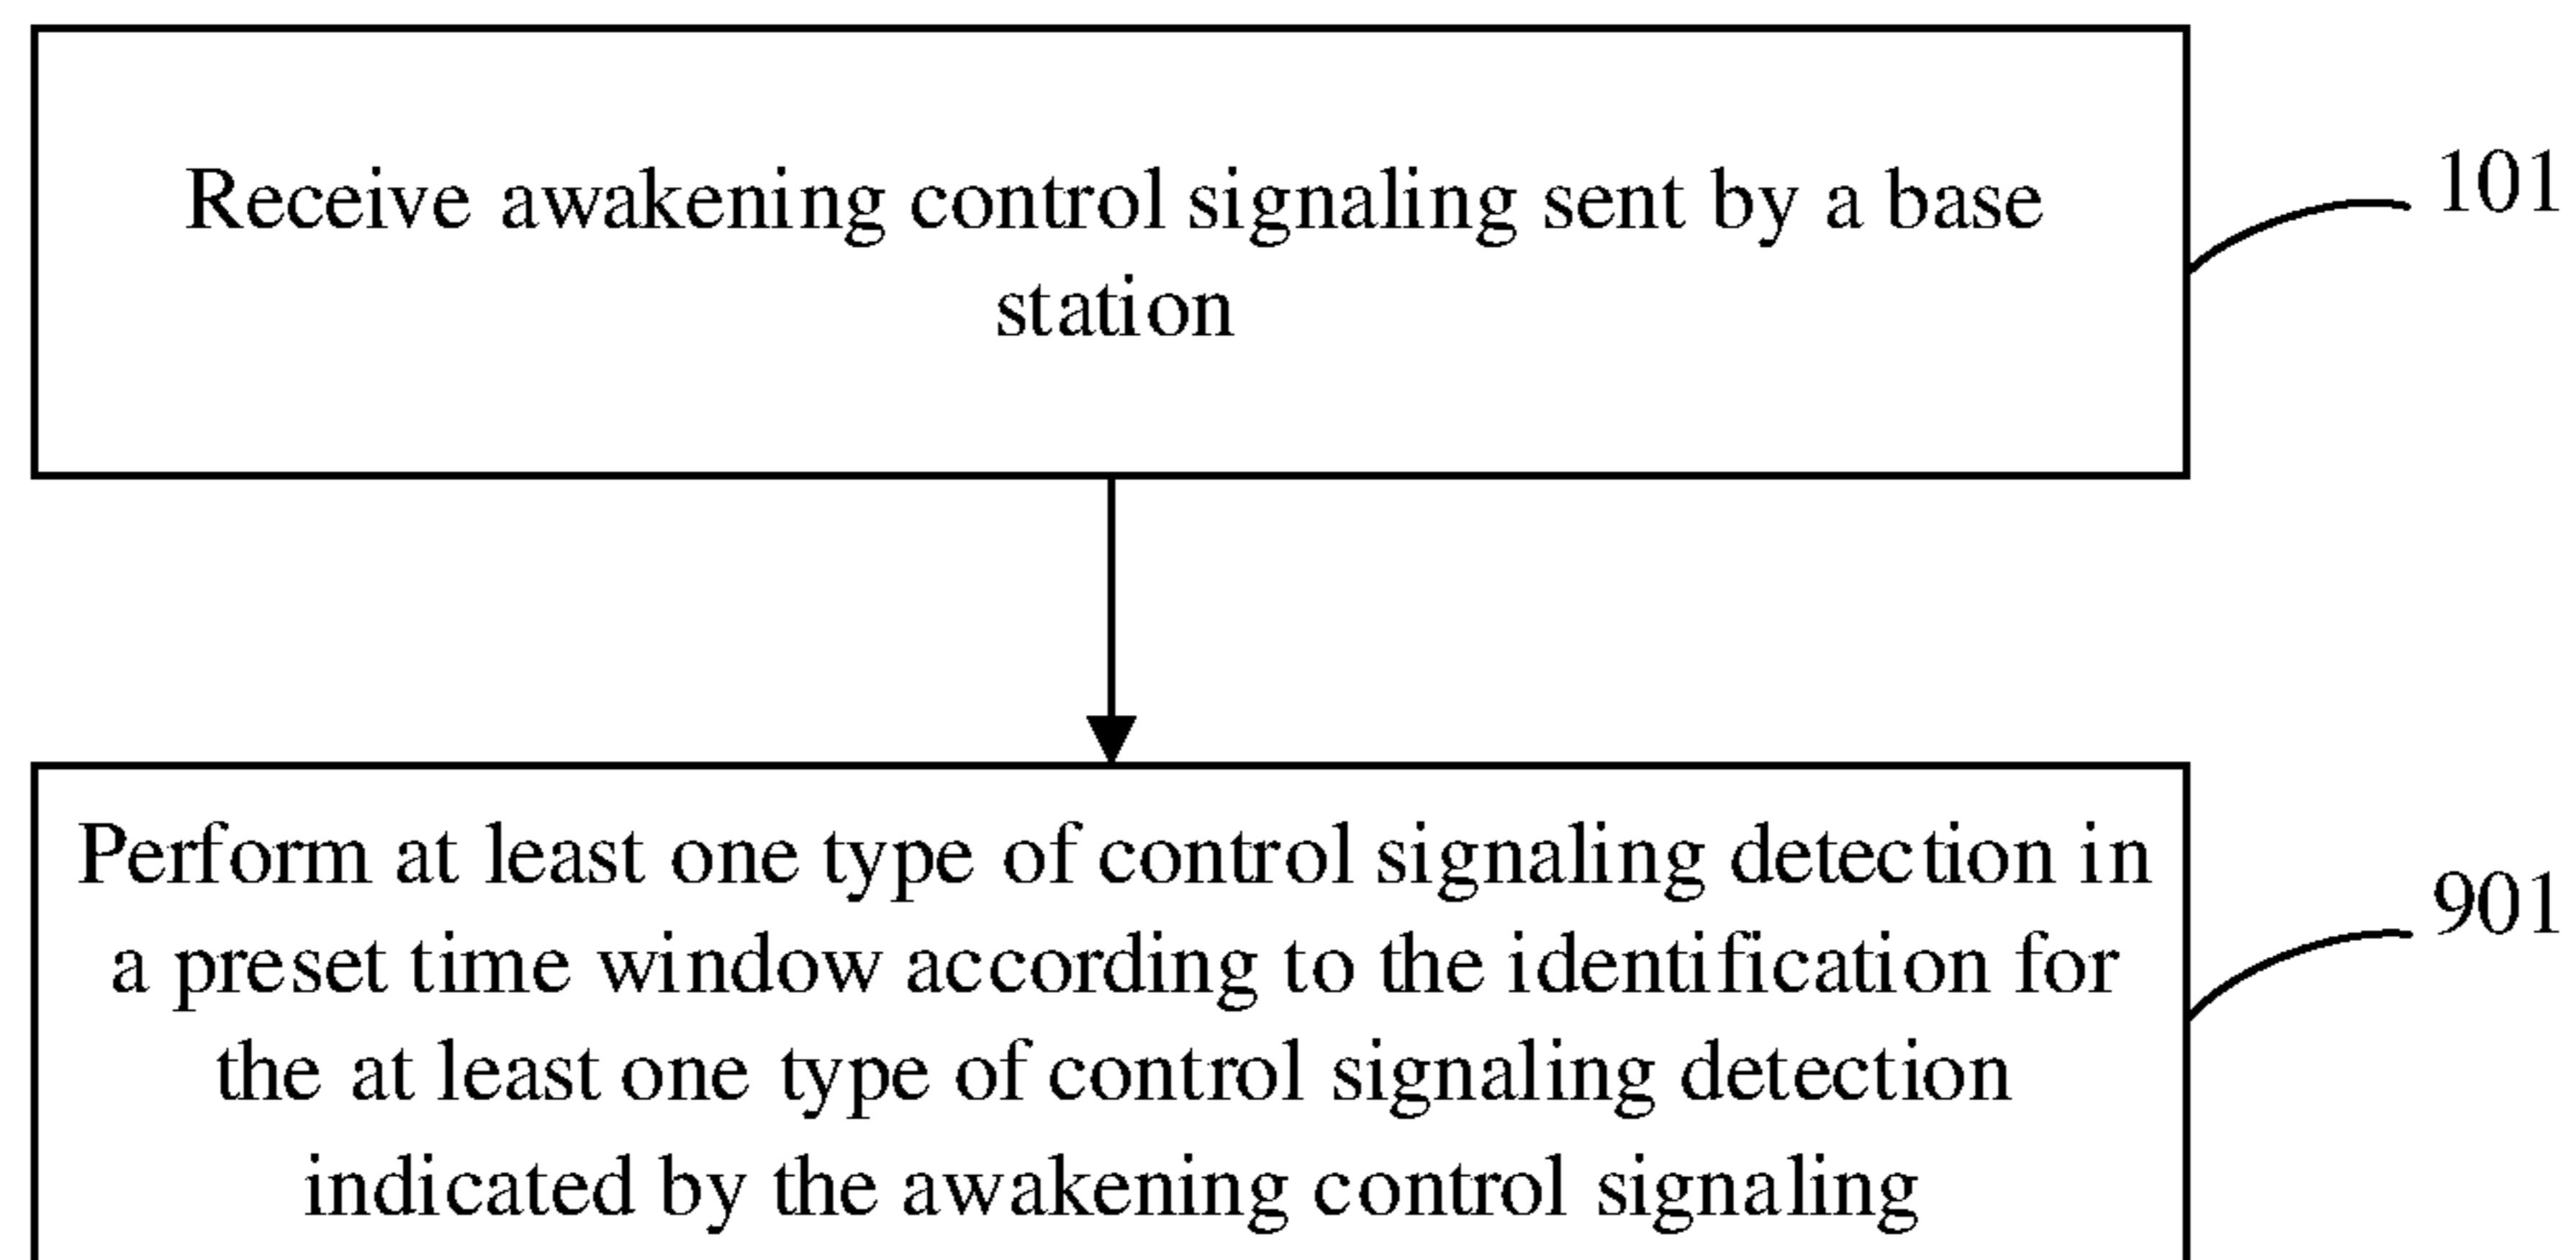 Receive awakening control signaling sent by a base
station
101
Perform at least one type of control signaling detection in
a preset time window according to the identification for
the at least one type of control signaling detection
indicated by the awakening control signaling
901